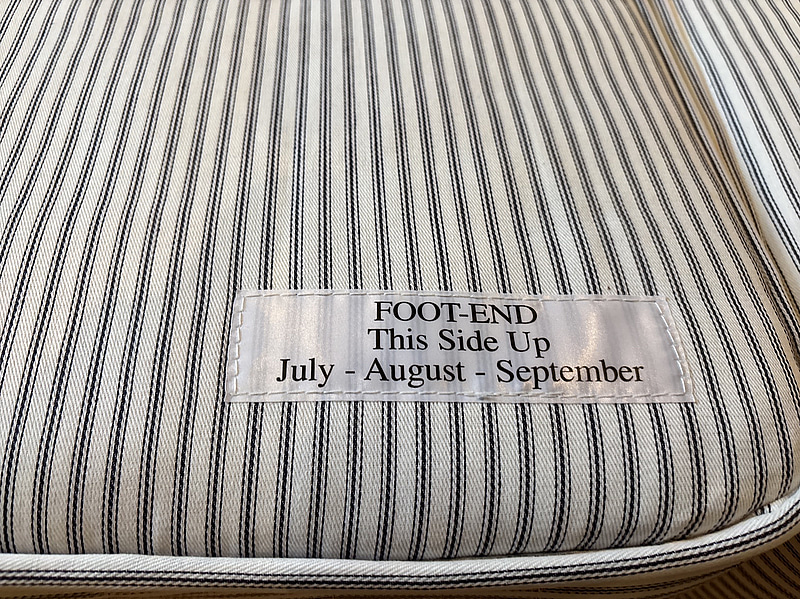 FOOT-END
This Side Up
July - August - September